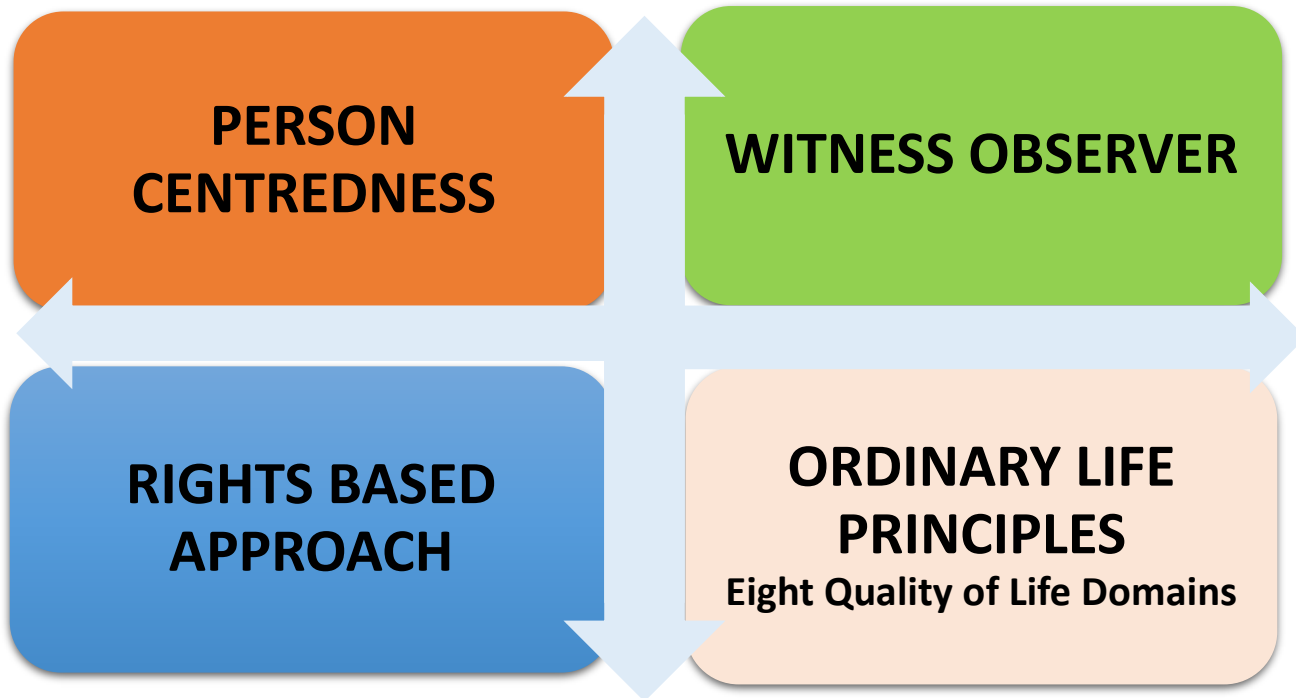 PERSON
CENTREDNESS
WITNESS OBSERVER
RIGHTS BASED
APPROACH
ORDINARY LIFE
PRINCIPLES
Eight Quality of Life Domains